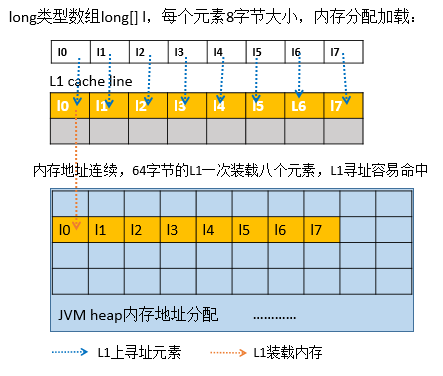 long类型数组long[] l，每个元素8字节大小，内存分配加载：
l0 l1 l2 l3 l4 l5 l6 l7
L1 cache line
l0 l1 l2 l3 l4 l5 L6 l7
内存地址连续，64字节的L1一次装载八个元素，L1寻址容易命中
l0 l1 l2 l3 l4 l5 l6 l7
JVM heap内存地址分配 …………
L1上寻址元素 L1装载内存